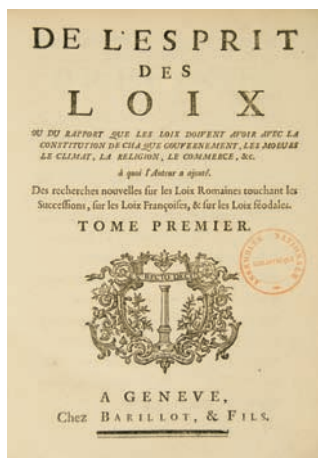 DE L'ESPRIT
DES
LOIX
OU DU RAPPORT QUE LES LOIX DOIVENT AVOIR AVEC LA
CONSTITUTION DE CHAQUE GOUVERNEMENT, LES MOEURS
LE CLIMAT, LA RELIGION, LE COMMERCE, &c.
à quoi l'Auteur a ajouté.
Des recherches nouvelles sur les Loix Romaines touchant les
Successions, sur les Loix Françoises, & sur les Loix féodales.
TOME PREMIER.
ASSEMBLÉE NATIONALE
A GENEVE,
Chez BARILLOT, & FILS.